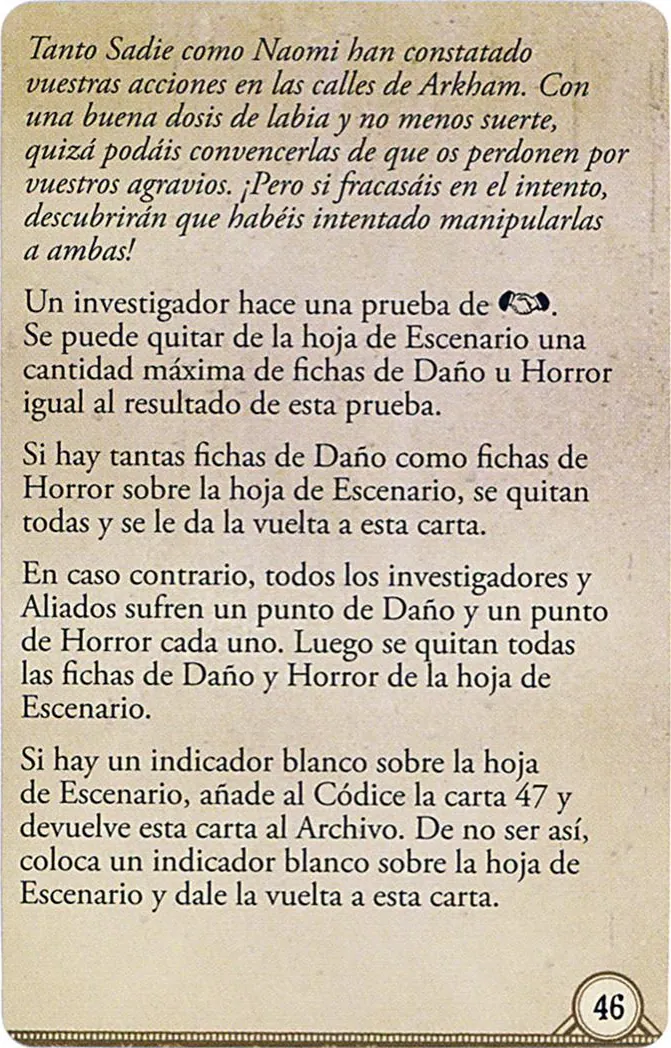 Tanto Sadie como Naomi han constatado
vuestras acciones en las calles de Arkham. Con
una buena dosis de labia y no menos suerte,
quizá podáis convencerlas de que os perdonen por
vuestros agravios. ¡Pero si fracasáis en el intento,
descubrirán que habéis intentado manipularlas
a ambas!
Un investigador hace una prueba de .
Se puede quitar de la hoja de Escenario una
cantidad máxima de fichas de Daño u Horror
igual al resultado de esta prueba.
Si hay tantas fichas de Daño como fichas de
Horror sobre la hoja de Escenario, se quitan
todas y se le da la vuelta a esta carta.
En caso contrario, todos los investigadores y
Aliados sufren un punto de Daño y un punto
de Horror cada uno. Luego se quitan todas
las fichas de Daño y Horror de la hoja de
Escenario.
Si hay un indicador blanco sobre la hoja
de Escenario, añade al Códice la carta 47 y
devuelve esta carta al Archivo. De no ser así,
coloca un indicador blanco sobre la hoja de
Escenario y dale la vuelta a esta carta.
46